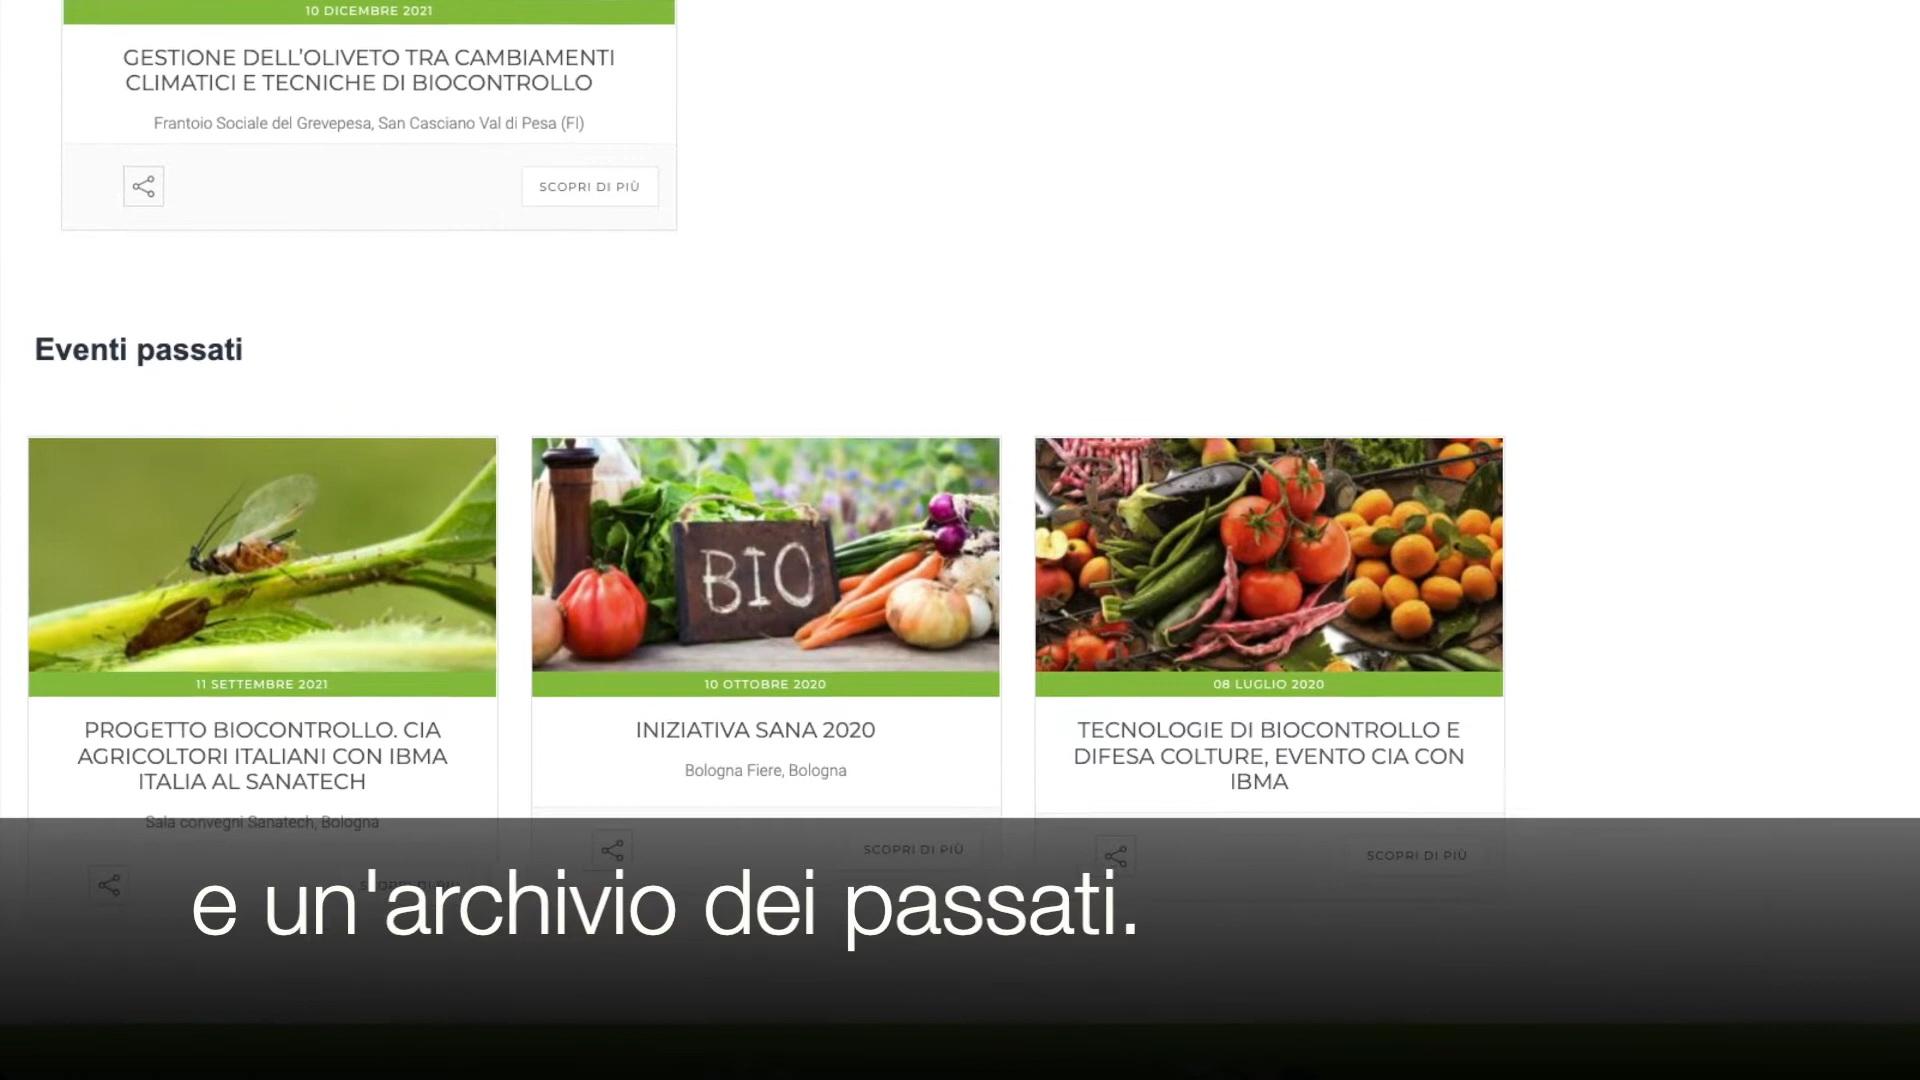 10 DICEMBRE 2021
GESTIONE DELL'OLIVETO TRA CAMBIAMENTI
CLIMATICI E TECNICHE DI BIOCONTROLLO
Frantoio Sociale del Grevepesa, San Casciano Val di Pesa (FI)
SCOPRI DI PIÙ
Eventi passati
BIO
11 SETTEMBRE 2021
PROGETTO BIOCONTROLLO. CIA
AGRICOLTORI ITALIANI CON IBMA
ITALIA AL SANATECH
Sala convegni Sanatech, Bologna
SCOPRI DI PIÙ
10 OTTOBRE 2020
INIZIATIVA SANA 2020
Bologna Fiere, Bologna
SCOPRI DI PIÙ
08 LUGLIO 2020
TECNOLOGIE DI BIOCONTROLLO E
DIFESA COLTURE, EVENTO CIA CON
IBMA
SCOPRI DI PIÙ
e un'archivio dei passati.